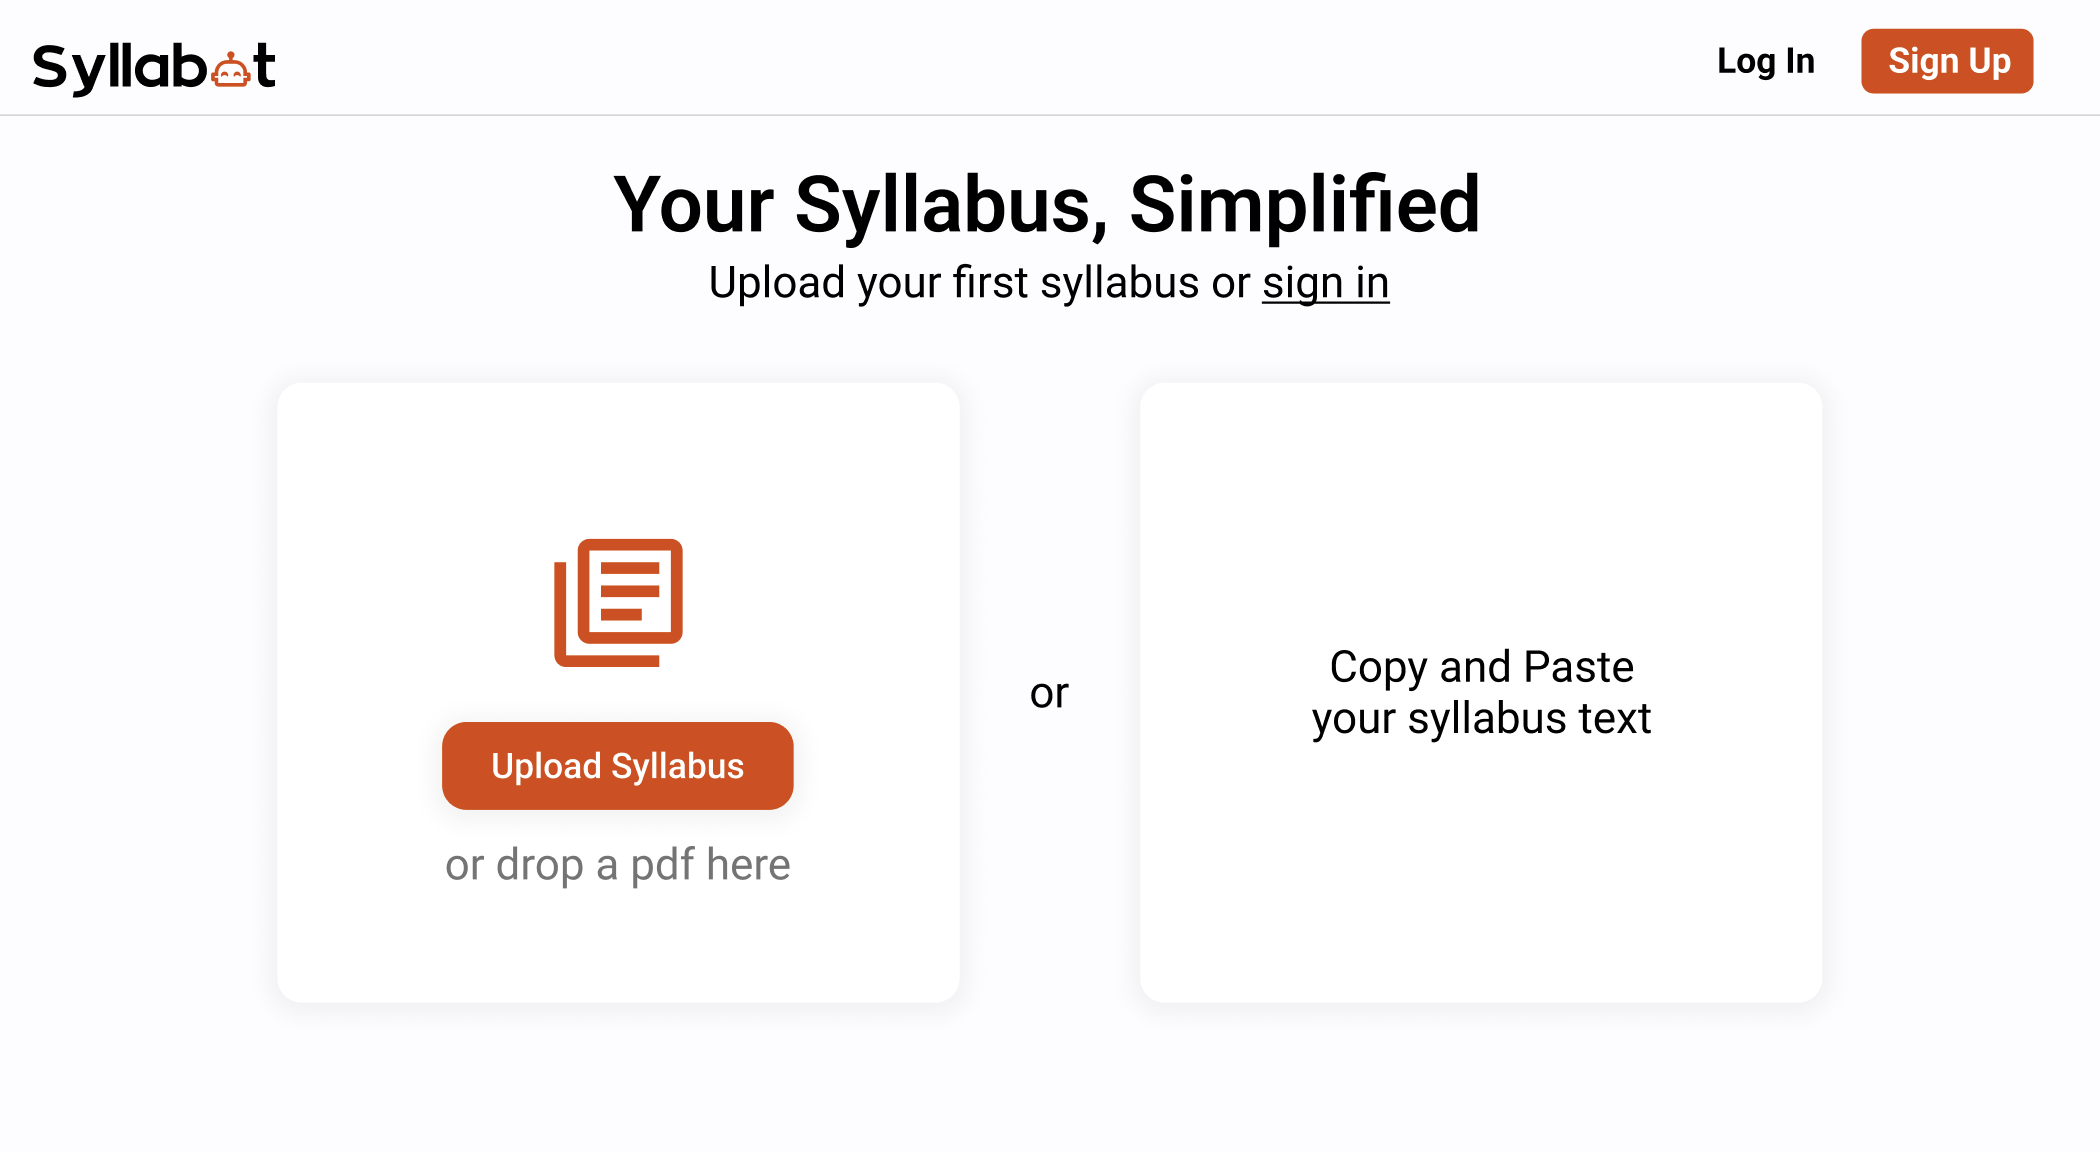 Syllabot
Log In
Sign Up
Your Syllabus, Simplified
Upload your first syllabus or sign in
Upload Syllabus
or drop a pdf here
or
Copy and Paste
your syllabus text